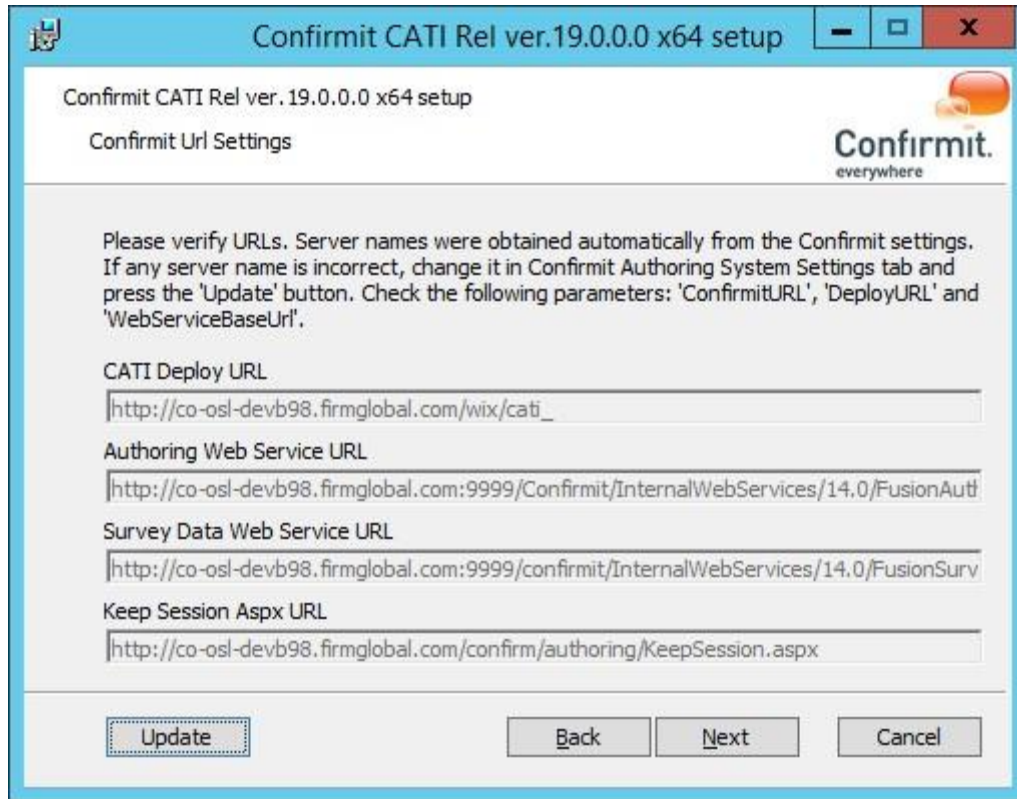 Confirmit CATI Rel ver.19.0.0.0 x64 setup
Confirmit CATI Rel ver. 19.0.0.0 x64 setup
Confirmit Url Settings
Confirmit.
everywhere
Please verify URLs. Server names were obtained automatically from the Confirmit settings.
If any server name is incorrect, change it in Confirmit Authoring System Settings tab and
press the 'Update' button. Check the following parameters: 'ConfirmitURL', 'DeployURL' and
'WebServiceBaseUrl'.
CATI Deploy URL
http://co-osl-devb98.firmglobal.com/wix/cati_
Authoring Web Service URL
http://co-osl-devb98.firmglobal.com:9999/Confirmit/InternalWebServices/14.0/FusionAuth
Survey Data Web Service URL
http://co-osl-devb98.firmglobal.com:9999/confirmit/InternalWebServices/14.0/FusionSurv
Keep Session Aspx URL
http://co-osl-devb98.firmglobal.com/confirm/authoring/KeepSession.aspx
Update
Back
Next
Cancel